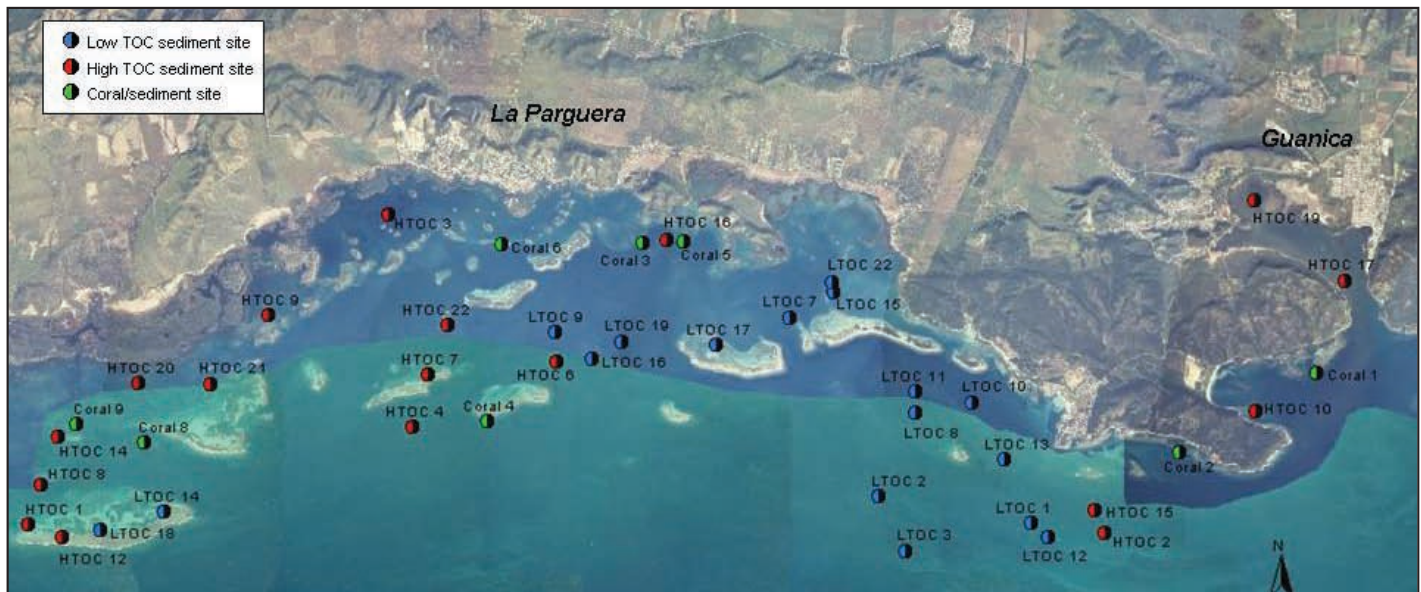 Low TOC sediment site
High TOC sediment site
Coral/sediment site
La Parguera
Guanica
HTOC 19
HTOC 3
HTOC 16
Coral 6
Coral 3
Coral 5
LTOC 22
HTOC 17
HTOC 9
HTOC 22
LTOC 9
LTOC 19
LTOC 17
LTOC 7
LTOC 15
HTOC 20
HTOC 21
HTOC 7
HTOC 6
LTOC 16
LTOC 11
LTOC 10
Coral 1
Coral 9
Coral 8
HTOC 4
Coral 4
LTOC 8
HTOC 10
HTOC 14
LTOC 13
Coral 2
HTOC 8
LTOC 14
LTOC 2
HTOC 1
LTOC 18
LTOC 1
HTOC 15
HTOC 12
LTOC 3
LTOC 12
HTOC 2
N